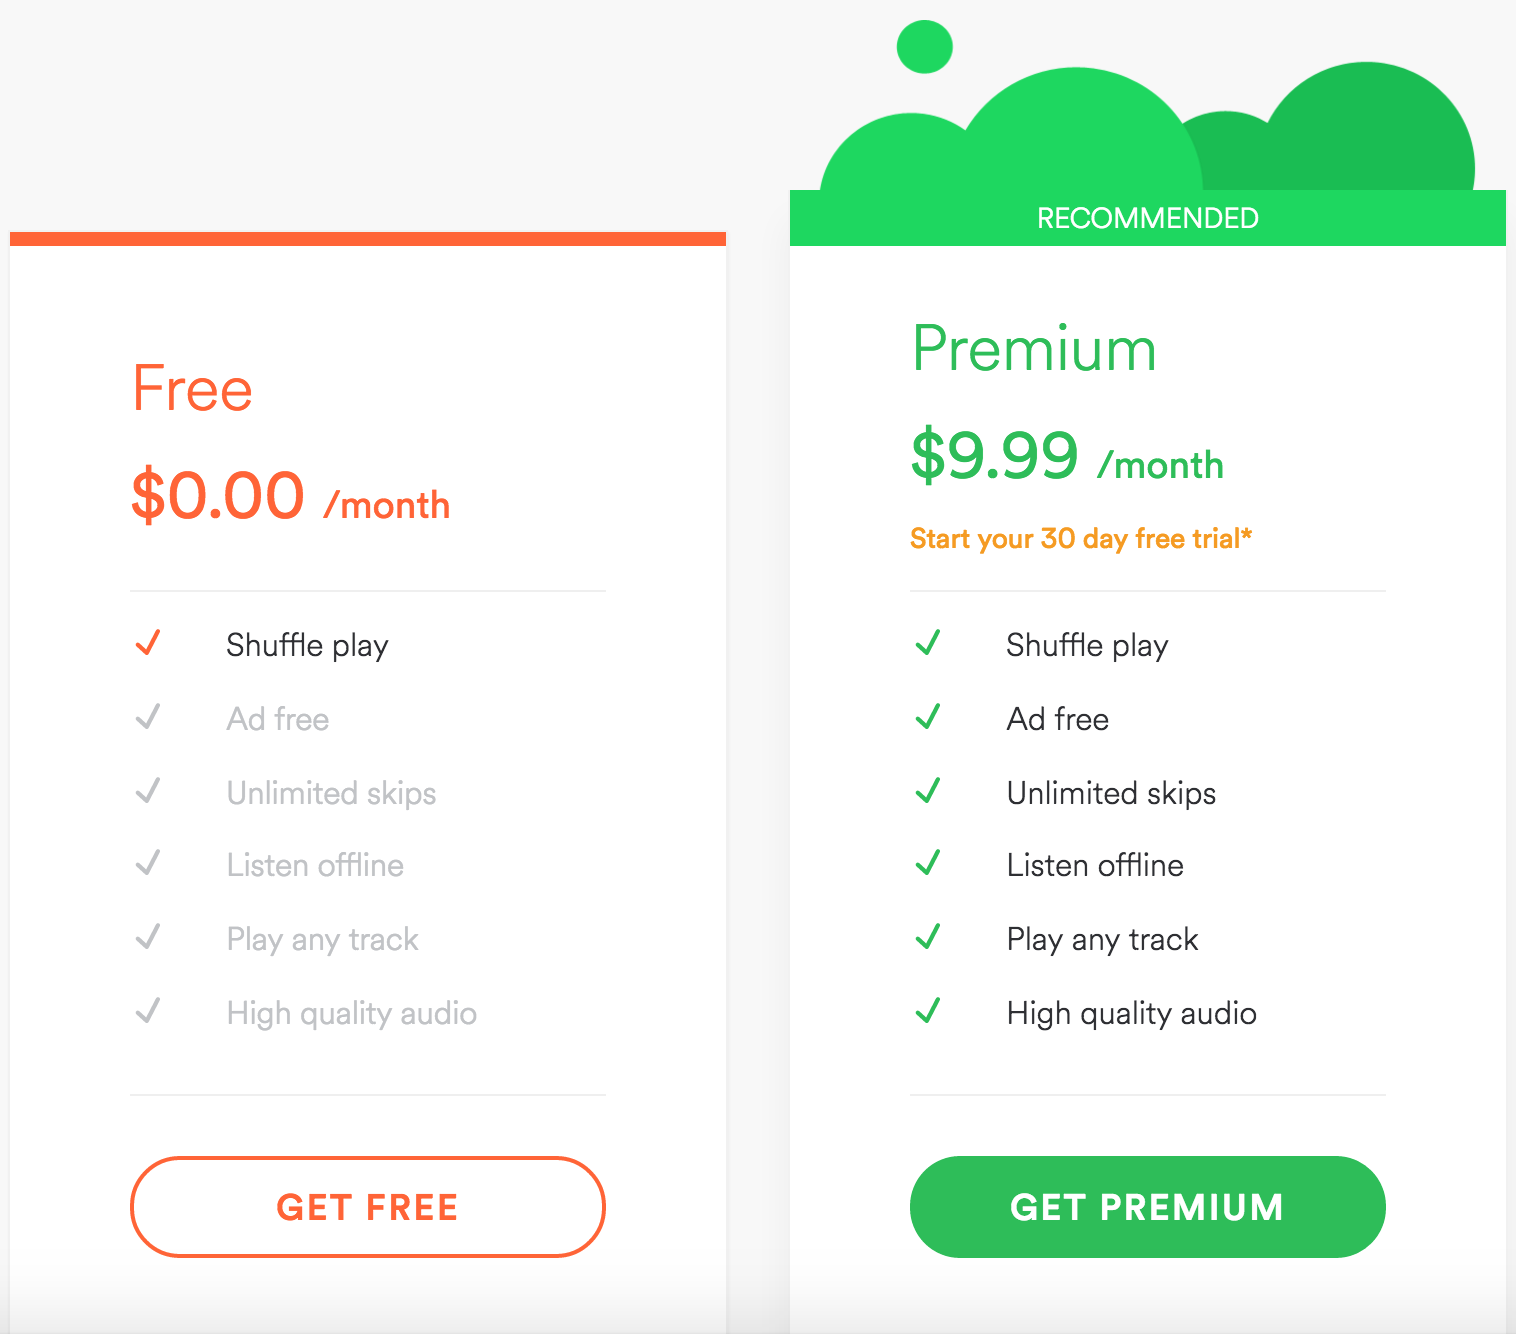 Free
$0.00 /month
Shuffle play
Ad free
Unlimited skips
Listen offline
Play any track
High quality audio
GET FREE
RECOMMENDED
Premium
$9.99 /month
Start your 30 day free trial*
Shuffle play
Ad free
Unlimited skips
Listen offline
Play any track
High quality audio
GET PREMIUM